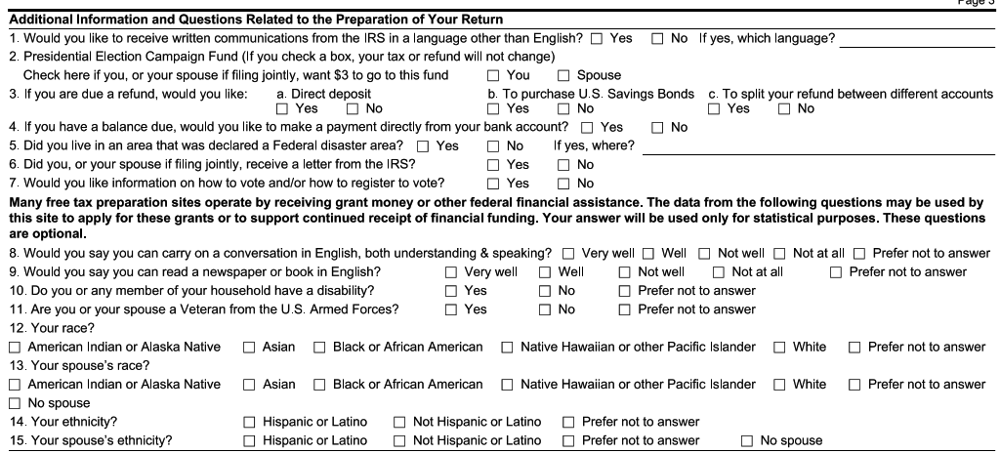 Page 3
Additional Information and Questions Related to the Preparation of Your Return
1. Would you like to receive written communications from the IRS in a language other than English? ☐ Yes ☐ No If yes, which language?
2. Presidential Election Campaign Fund (If you check a box, your tax or refund will not change)
Check here if you, or your spouse if filing jointly, want $3 to go to this fund ☐ You ☐ Spouse
3. If you are due a refund, would you like: a. Direct deposit b. To purchase U.S. Savings Bonds c. To split your refund between different accounts
☐ Yes ☐ No ☐ Yes ☐ No ☐ Yes ☐ No
4. If you have a balance due, would you like to make a payment directly from your bank account? ☐ Yes ☐ No
5. Did you live in an area that was declared a Federal disaster area? ☐ Yes ☐ No If yes, where?
6. Did you, or your spouse if filing jointly, receive a letter from the IRS? ☐ Yes ☐ No
7. Would you like information on how to vote and/or how to register to vote? ☐ Yes ☐ No
Many free tax preparation sites operate by receiving grant money or other federal financial assistance. The data from the following questions may be used by
this site to apply for these grants or to support continued receipt of financial funding. Your answer will be used only for statistical purposes. These questions
are optional.
8. Would you say you can carry on a conversation in English, both understanding & speaking? ☐ Very well ☐ Well ☐ Not well ☐ Not at all ☐ Prefer not to answer
9. Would you say you can read a newspaper or book in English? ☐ Very well ☐ Well ☐ Not well ☐ Not at all ☐ Prefer not to answer
10. Do you or any member of your household have a disability? ☐ Yes ☐ No ☐ Prefer not to answer
11. Are you or your spouse a Veteran from the U.S. Armed Forces? ☐ Yes ☐ No ☐ Prefer not to answer
12. Your race?
☐ American Indian or Alaska Native ☐ Asian ☐ Black or African American ☐ Native Hawaiian or other Pacific Islander ☐ White ☐ Prefer not to answer
13. Your spouse's race?
☐ American Indian or Alaska Native ☐ Asian ☐ Black or African American ☐ Native Hawaiian or other Pacific Islander ☐ White ☐ Prefer not to answer
☐ No spouse
14. Your ethnicity? ☐ Hispanic or Latino ☐ Not Hispanic or Latino ☐ Prefer not to answer
15. Your spouse's ethnicity? ☐ Hispanic or Latino ☐ Not Hispanic or Latino ☐ Prefer not to answer ☐ No spouse